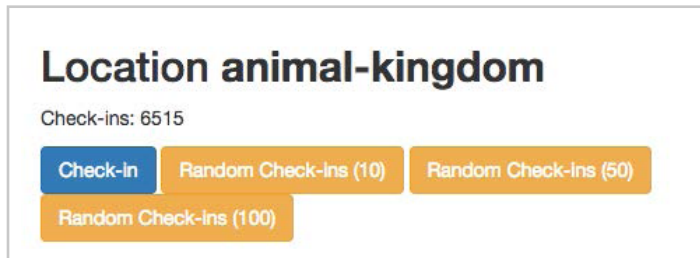 Location animal-kingdom
Check-ins: 6515
Check-in Random Check-ins (10) Random Check-ins (50)
Random Check-ins (100)